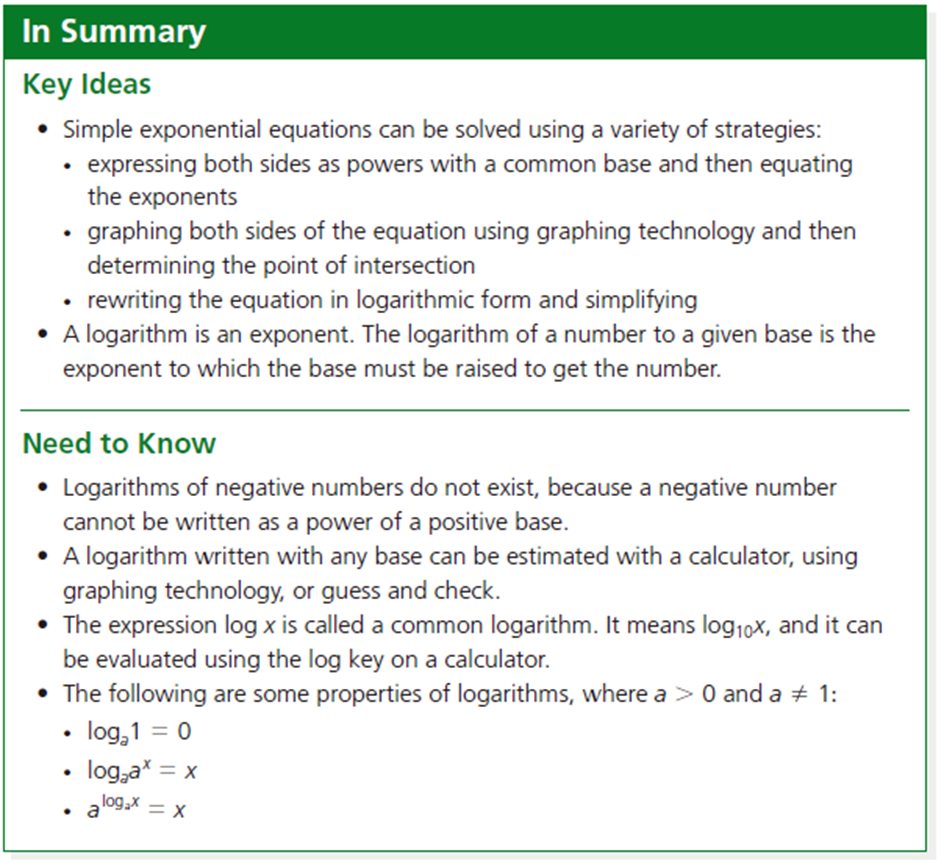 In Summary
Key Ideas
• Simple exponential equations can be solved using a variety of strategies:
• expressing both sides as powers with a common base and then equating
the exponents
• graphing both sides of the equation using graphing technology and then
determining the point of intersection
• rewriting the equation in logarithmic form and simplifying
• A logarithm is an exponent. The logarithm of a number to a given base is the
exponent to which the base must be raised to get the number.
Need to Know
• Logarithms of negative numbers do not exist, because a negative number
cannot be written as a power of a positive base.
• A logarithm written with any base can be estimated with a calculator, using
graphing technology, or guess and check.
• The expression log x is called a common logarithm. It means log₁₀x, and it can
be evaluated using the log key on a calculator.
• The following are some properties of logarithms, where a > 0 and a ≠ 1:
• logₐ1 = 0
• logₐaˣ = x
• a^(logₐx) = x